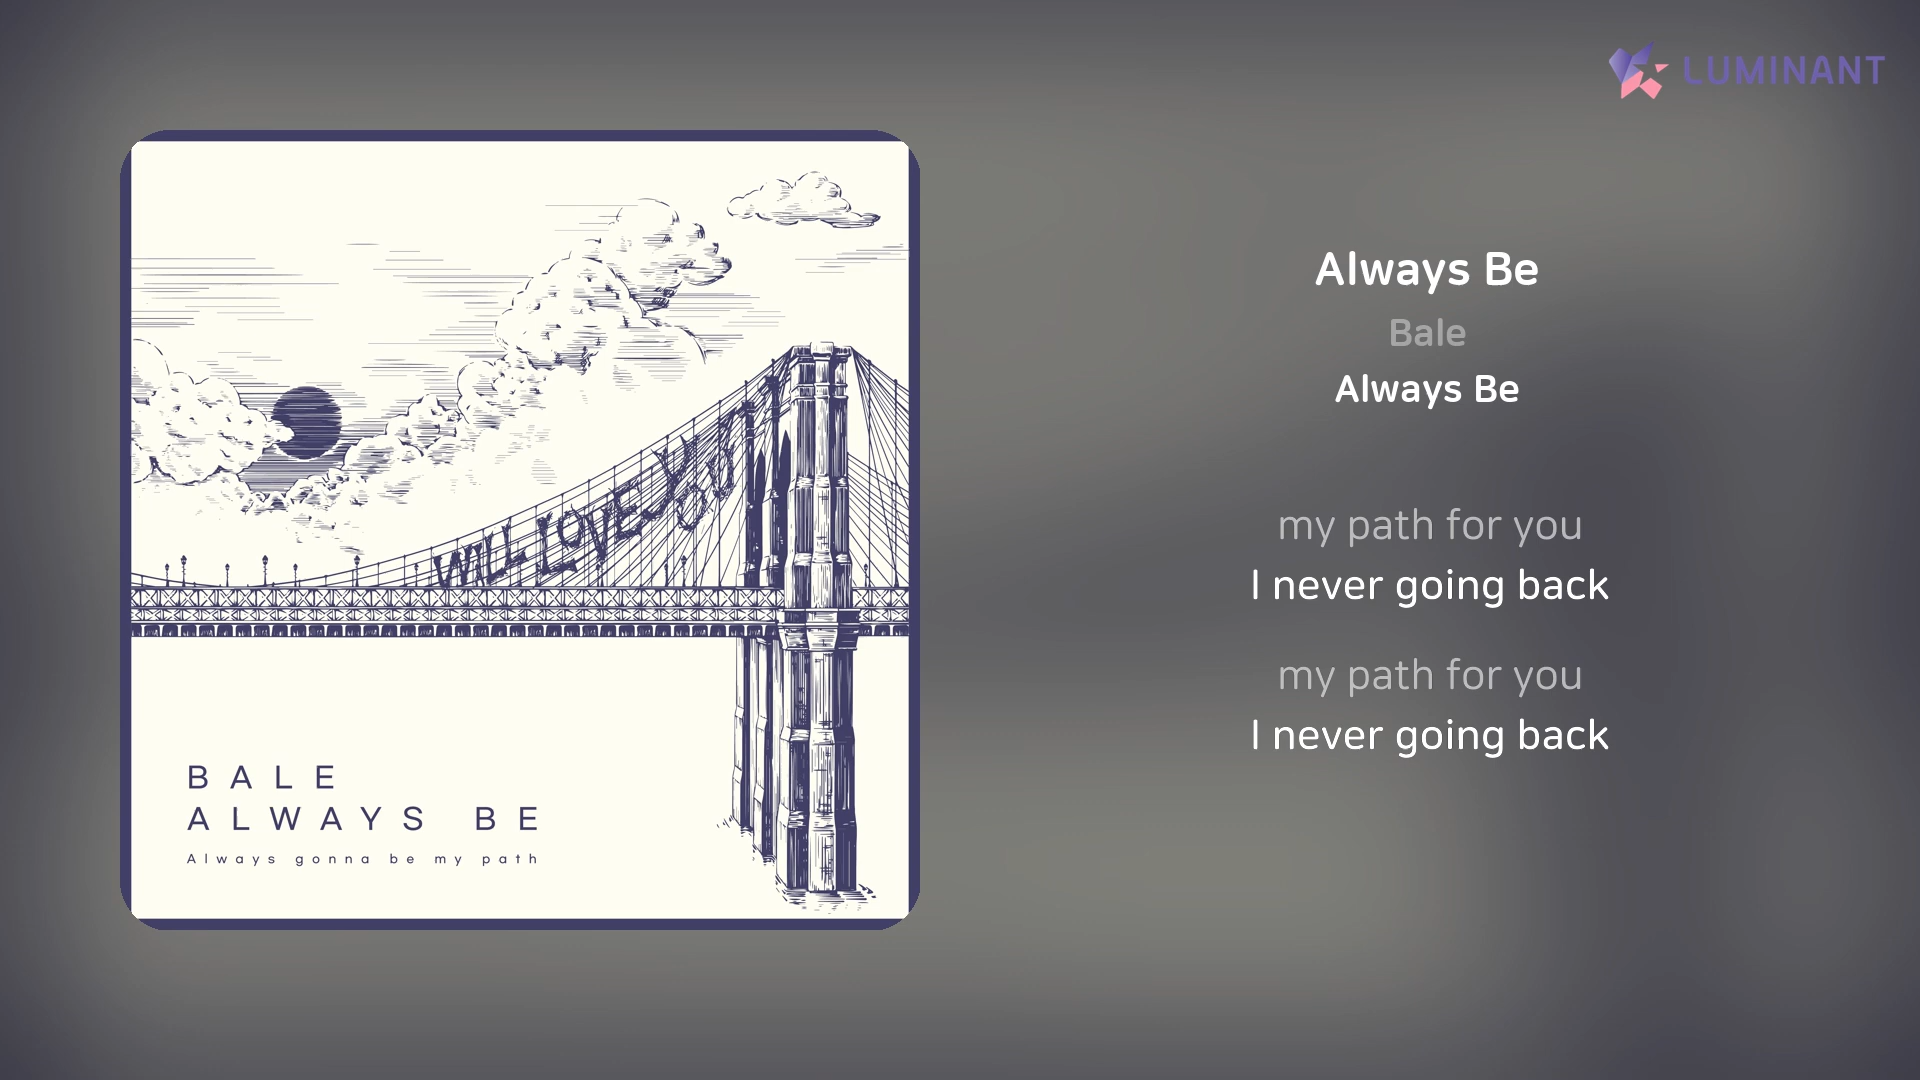 LUMINANT
WILL LOVE YOU
BALE
ALWAYS BE
Always gonna be my path
Always Be
Bale
Always Be
my path for you
I never going back
my path for you
I never going back